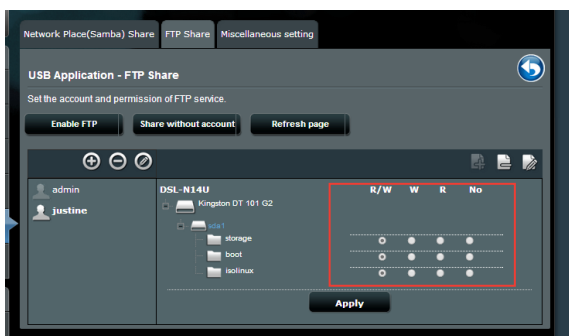 Network Place(Samba) Share FTP Share Miscellaneous setting
USB Application - FTP Share
Set the account and permission of FTP service.
Enable FTP Share without account Refresh page
admin
justine
DSL-N14U R/W W R No
Kingston DT 101 G2
sda1
storage
boot
isolinux
Apply